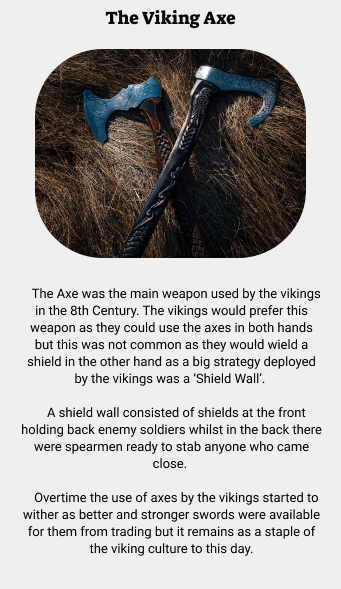 The Viking Axe
The Axe was the main weapon used by the vikings
in the 8th Century. The vikings would prefer this
weapon as they could use the axes in both hands
but this was not common as they would wield a
shield in the other hand as a big strategy deployed
by the vikings was a ‘Shield Wall’.
A shield wall consisted of shields at the front
holding back enemy soldiers whilst in the back there
were spearmen ready to stab anyone who came
close.
Overtime the use of axes by the vikings started to
wither as better and stronger swords were available
for them from trading but it remains as a staple of
the viking culture to this day.